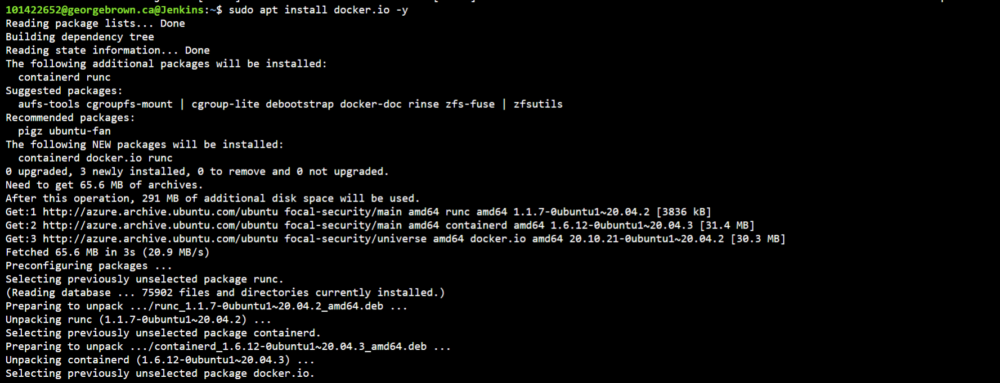 101422652@georgebrown.ca@Jenkins:~$ sudo apt install docker.io -y
Reading package lists... Done
Building dependency tree
Reading state information... Done
The following additional packages will be installed:
  containerd runc
Suggested packages:
  aufs-tools cgroupfs-mount | cgroup-lite debootstrap docker-doc rinse zfs-fuse | zfsutils
Recommended packages:
  pigz ubuntu-fan
The following NEW packages will be installed:
  containerd docker.io runc
0 upgraded, 3 newly installed, 0 to remove and 0 not upgraded.
Need to get 65.6 MB of archives.
After this operation, 291 MB of additional disk space will be used.
Get:1 http://azure.archive.ubuntu.com/ubuntu focal-security/main amd64 runc amd64 1.1.7-0ubuntu1~20.04.2 [3836 kB]
Get:2 http://azure.archive.ubuntu.com/ubuntu focal-security/main amd64 containerd amd64 1.6.12-0ubuntu1~20.04.3 [31.4 MB]
Get:3 http://azure.archive.ubuntu.com/ubuntu focal-security/universe amd64 docker.io amd64 20.10.21-0ubuntu1~20.04.2 [30.3 MB]
Fetched 65.6 MB in 3s (20.9 MB/s)
Preconfiguring packages ...
Selecting previously unselected package runc.
(Reading database ... 75902 files and directories currently installed.)
Preparing to unpack .../runc_1.1.7-0ubuntu1~20.04.2_amd64.deb ...
Unpacking runc (1.1.7-0ubuntu1~20.04.2) ...
Selecting previously unselected package containerd.
Preparing to unpack .../containerd_1.6.12-0ubuntu1~20.04.3_amd64.deb ...
Unpacking containerd (1.6.12-0ubuntu1~20.04.3) ...
Selecting previously unselected package docker.io.